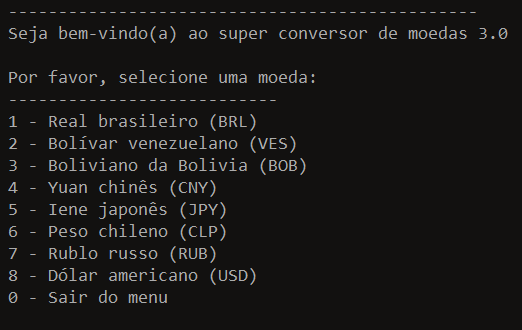 -----------------------------------------------
Seja bem-vindo(a) ao super conversor de moedas 3.0
Por favor, selecione uma moeda:
---------------------------
1 - Real brasileiro (BRL)
2 - Bolívar venezuelano (VES)
3 - Boliviano da Bolivia (BOB)
4 - Yuan chinês (CNY)
5 - Iene japonês (JPY)
6 - Peso chileno (CLP)
7 - Rublo russo (RUB)
8 - Dólar americano (USD)
0 - Sair do menu